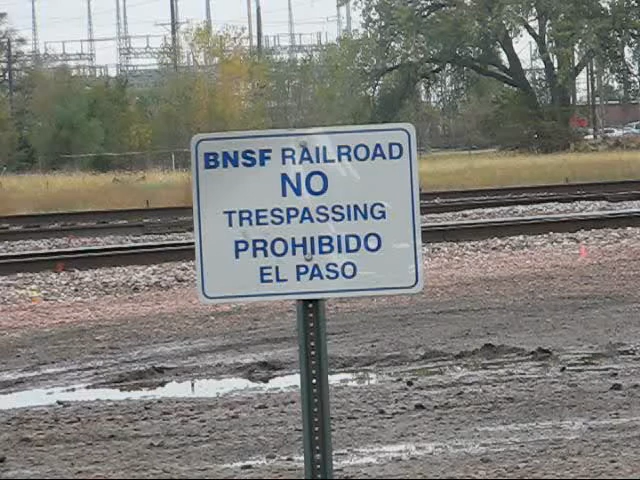 BNSF RAILROAD
NO
TRESPASSING
PROHIBIDO
EL PASO